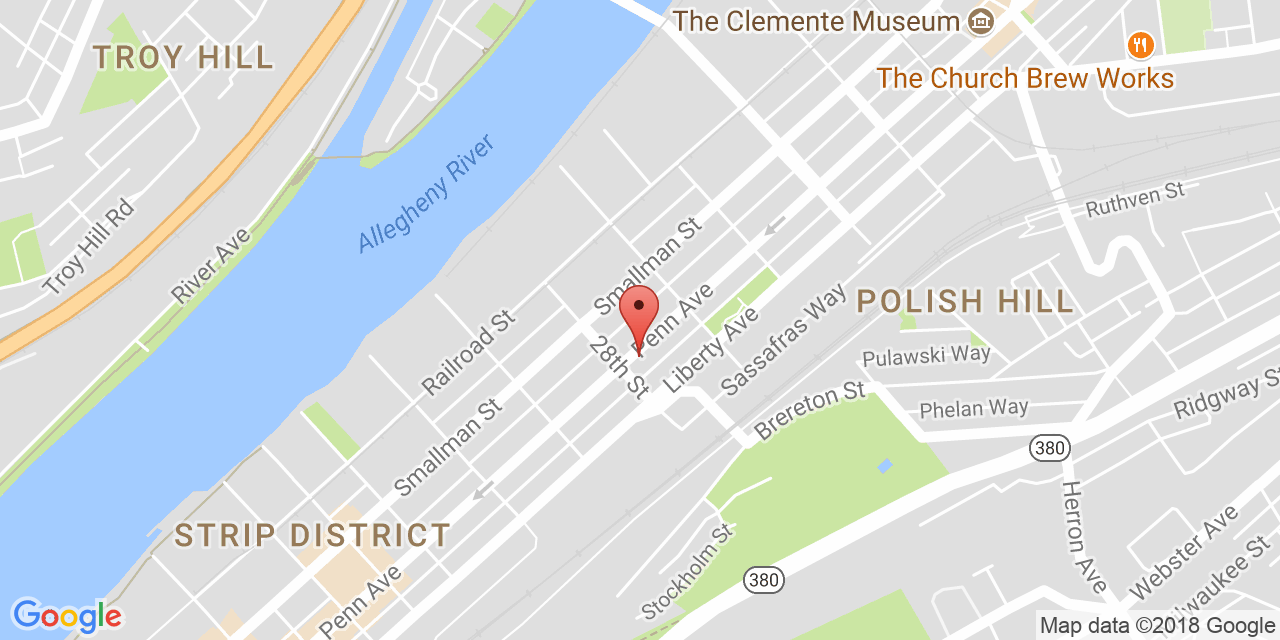 The Clemente Museum
TROY HILL
The Church Brew Works
Allegheny River
Ruthven St
Troy Hill Rd
River Ave
Smallman St
Penn Ave
POLISH HILL
Railroad St
28th St
Liberty Ave
Sassafras Way
Pulawski Way
Brereton St
Phelan Way
Ridgway St
380
Smallman St
Herron Ave
STRIP DISTRICT
Webster Ave
Stockholm St
380
Penn Ave
Google
Map data ©2018 Google